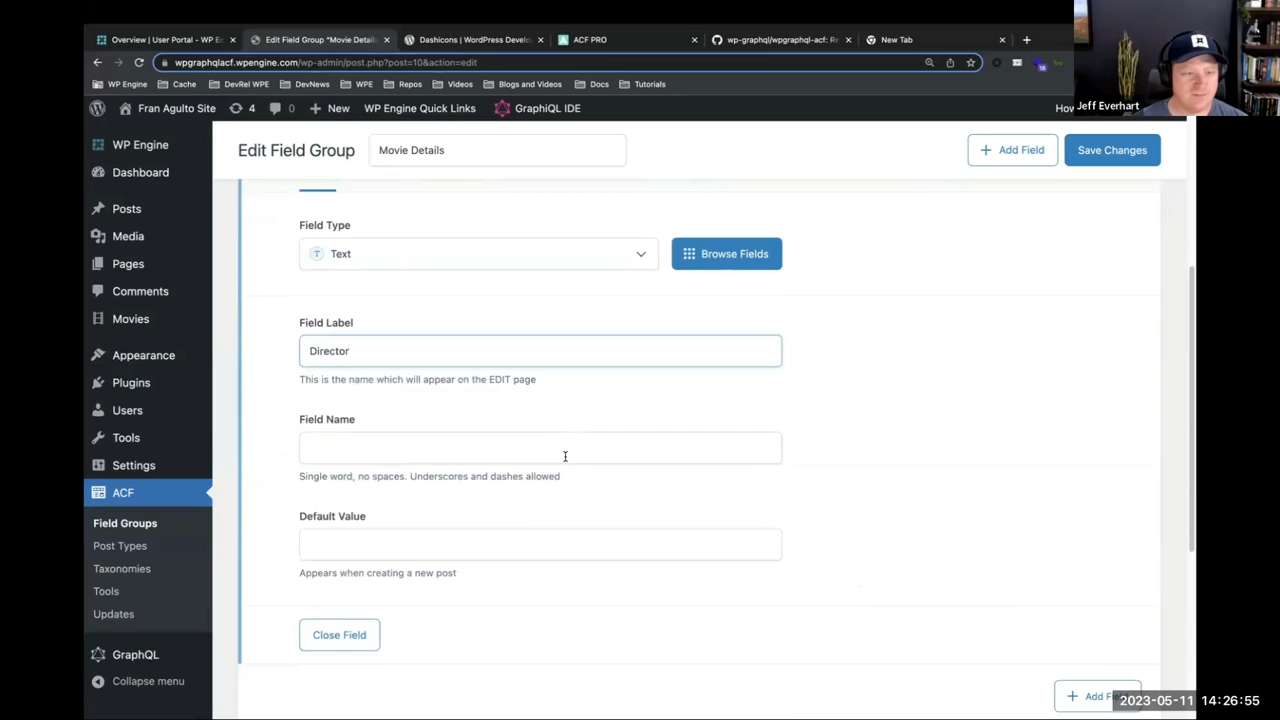 Overview | User Portal - WP E
Edit Field Group "Movie Details
Dashicons | WordPress Develo
ACF PRO
wp-graphql/wpgraphql-acf: Re
New Tab
wpgraphqlacf.wpengine.com/wp-admin/post.php?post=10&action=edit
WP Engine
Cache
DevRel WPE
DevNews
WPE
Repos
Videos
Blogs and Videos
Docs
Tutorials
Jeff Everhart
Fran Agulto Site
4
0
New
WP Engine Quick Links
GraphiQL IDE
How
WP Engine
Dashboard
Posts
Media
Pages
Comments
Movies
Appearance
Plugins
Users
Tools
Settings
ACF
Field Groups
Post Types
Taxonomies
Tools
Updates
GraphQL
Collapse menu
Edit Field Group
Movie Details
+ Add Field
Save Changes
Field Type
Text
Browse Fields
Field Label
Director
This is the name which will appear on the EDIT page
Field Name
Single word, no spaces. Underscores and dashes allowed
Default Value
Appears when creating a new post
Close Field
+ Add Fi
2023-05-11 14:26:55